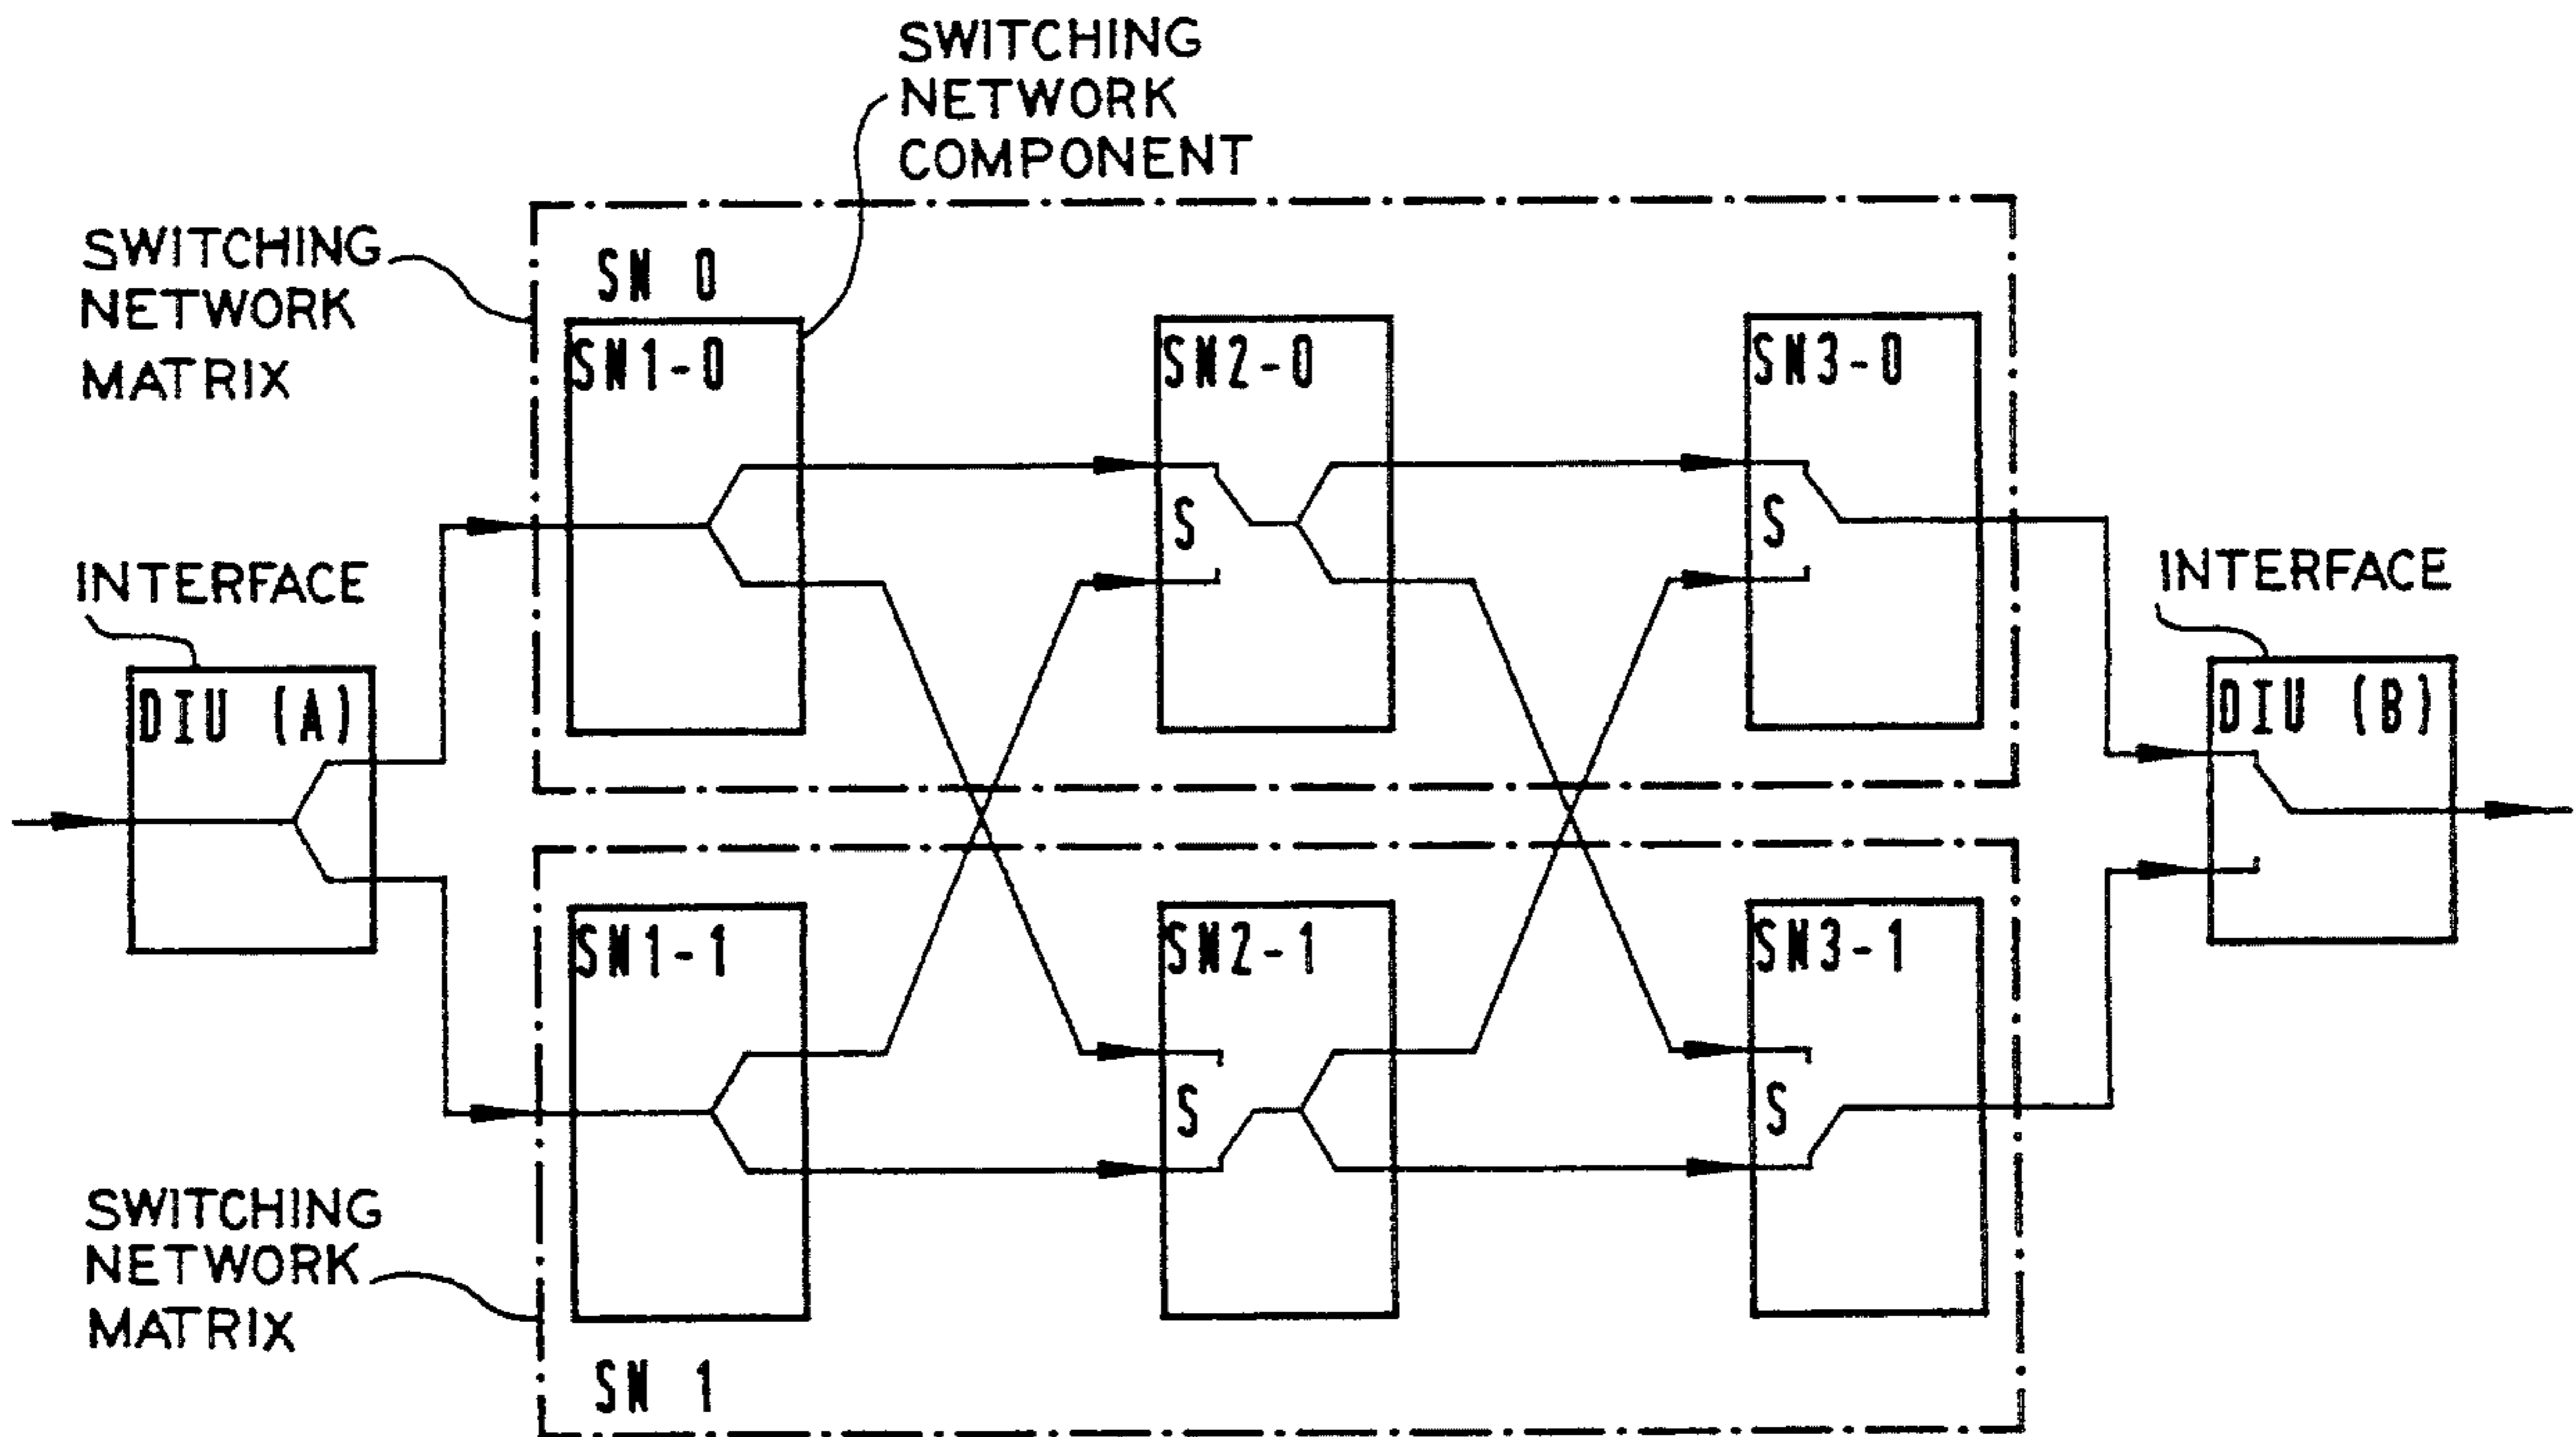 SWITCHING
NETWORK
COMPONENT
SWITCHING
NETWORK
MATRIX
SN 0
SN1-0
SN2-0
SN3-0
S
S
INTERFACE
INTERFACE
DIU (A)
DIU (B)
SN1-1
SN2-1
SN3-1
S
S
SWITCHING
NETWORK
MATRIX
SN 1